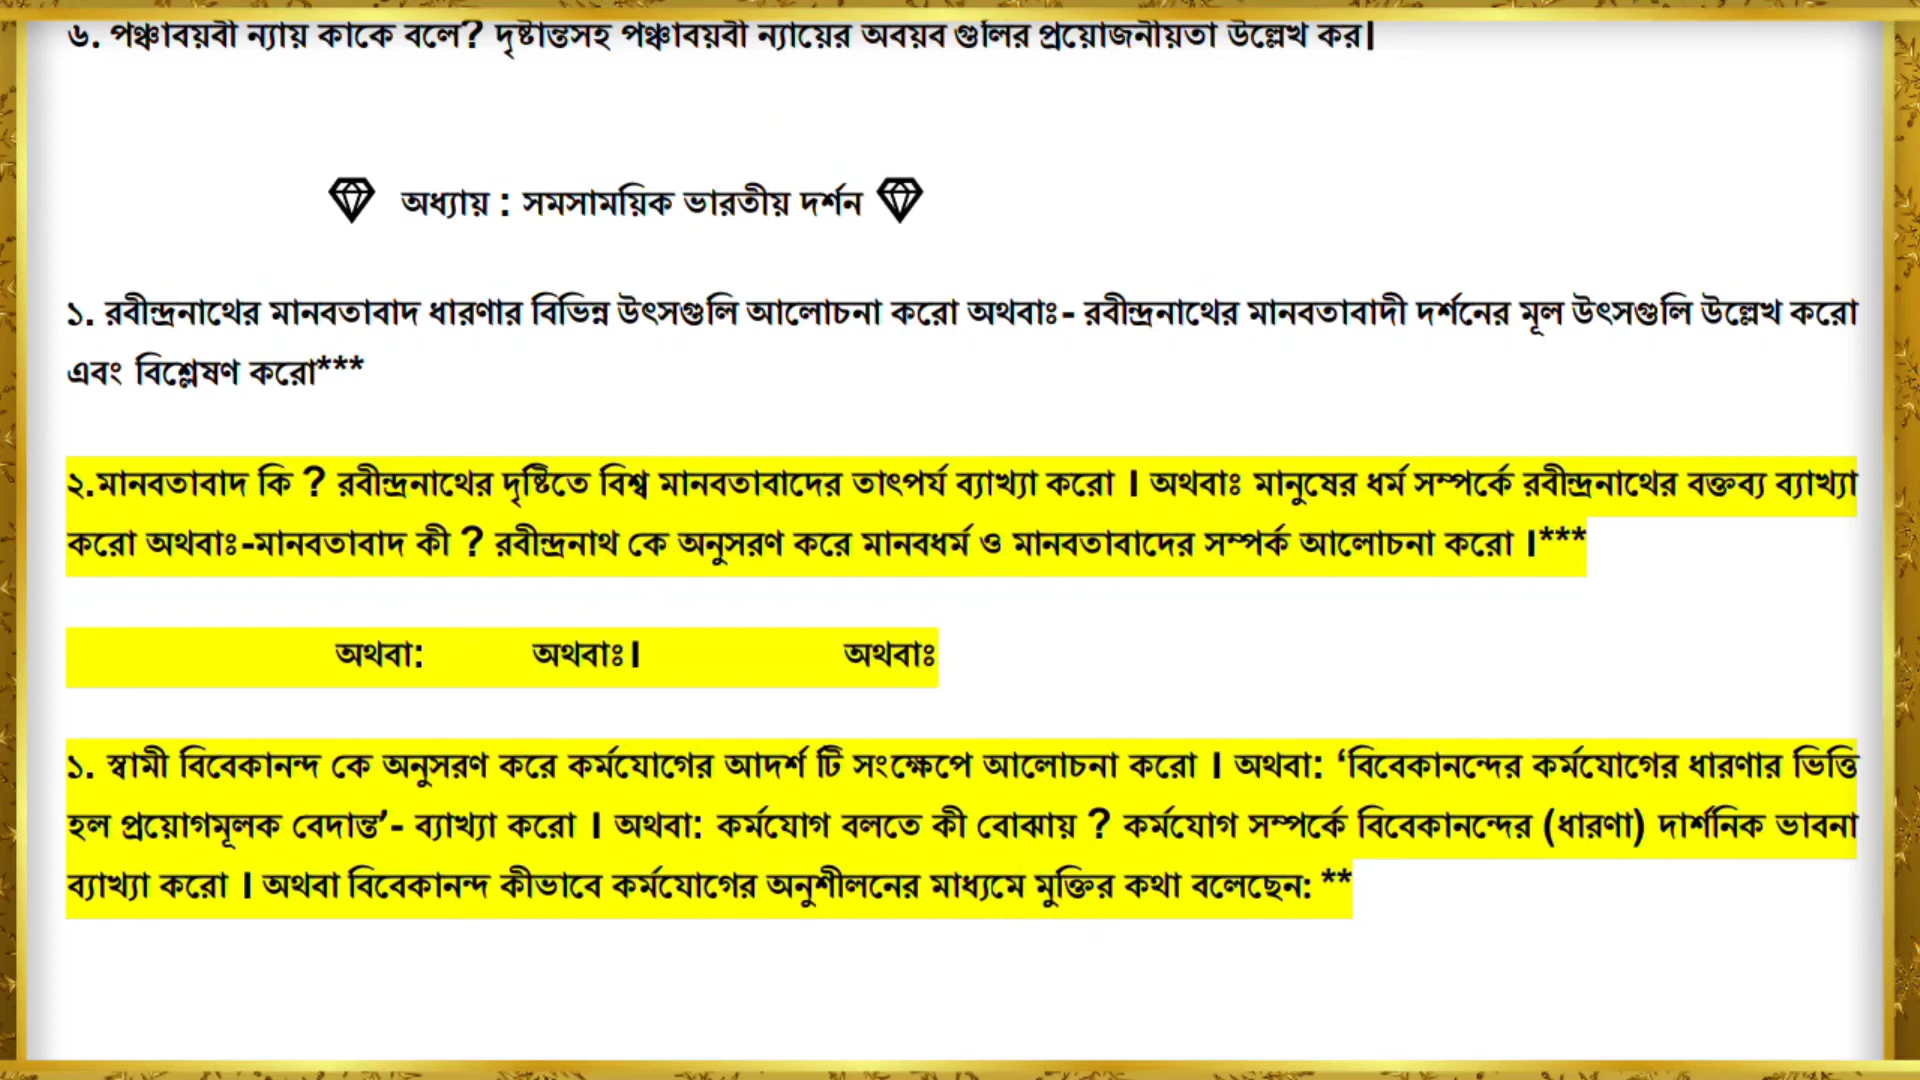 ৬. পঞ্চাবয়বী ন্যায় কাকে বলে? দৃষ্টান্তসহ পঞ্চাবয়বী ন্যায়ের অবয়ব গুলির প্রয়োজনীয়তা উল্লেখ কর।
অধ্যায় : সমসাময়িক ভারতীয় দর্শন
১. রবীন্দ্রনাথের মানবতাবাদ ধারণার বিভিন্ন উৎসগুলি আলোচনা করো অথবাঃ- রবীন্দ্রনাথের মানবতাবাদী দর্শনের মূল উৎসগুলি উল্লেখ করো
এবং বিশ্লেষণ করো***
২.মানবতাবাদ কি ? রবীন্দ্রনাথের দৃষ্টিতে বিশ্ব মানবতাবাদের তাৎপর্য ব্যাখ্যা করো । অথবাঃ মানুষের ধর্ম সম্পর্কে রবীন্দ্রনাথের বক্তব্য ব্যাখ্যা
করো অথবাঃ-মানবতাবাদ কী ? রবীন্দ্রনাথ কে অনুসরণ করে মানবধর্ম ও মানবতাবাদের সম্পর্ক আলোচনা করো ।***
অথবা: অথবাঃ। অথবাঃ
১. স্বামী বিবেকানন্দ কে অনুসরণ করে কর্মযোগের আদর্শ টি সংক্ষেপে আলোচনা করো । অথবা: ‘বিবেকানন্দের কর্মযোগের ধারণার ভিত্তি
হল প্রয়োগমূলক বেদান্ত’- ব্যাখ্যা করো । অথবা: কর্মযোগ বলতে কী বোঝায় ? কর্মযোগ সম্পর্কে বিবেকানন্দের (ধারণা) দার্শনিক ভাবনা
ব্যাখ্যা করো । অথবা বিবেকানন্দ কীভাবে কর্মযোগের অনুশীলনের মাধ্যমে মুক্তির কথা বলেছেন: **